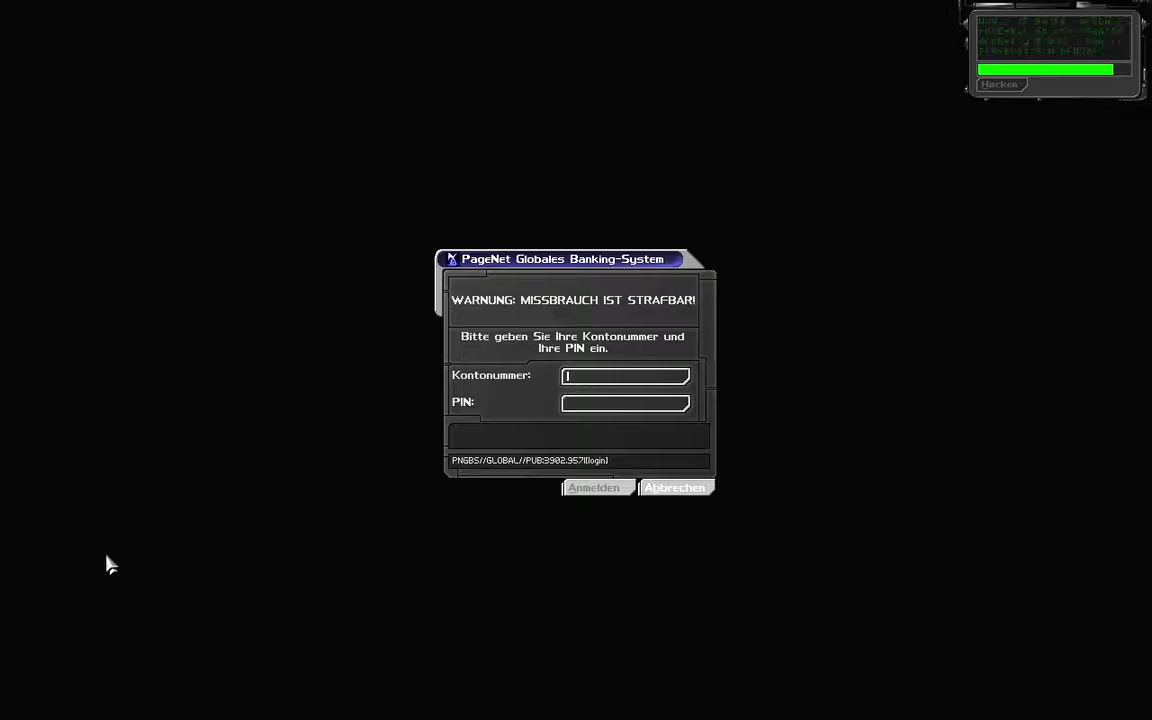 Hacken
PageNet Globales Banking-System
WARNUNG: MISSBRAUCH IST STRAFBAR!
Bitte geben Sie Ihre Kontonummer und
Ihre PIN ein.
Kontonummer:
PIN:
PNGBS//GLOBAL//PUB:3902.957[login]
Anmelden
Abbrechen